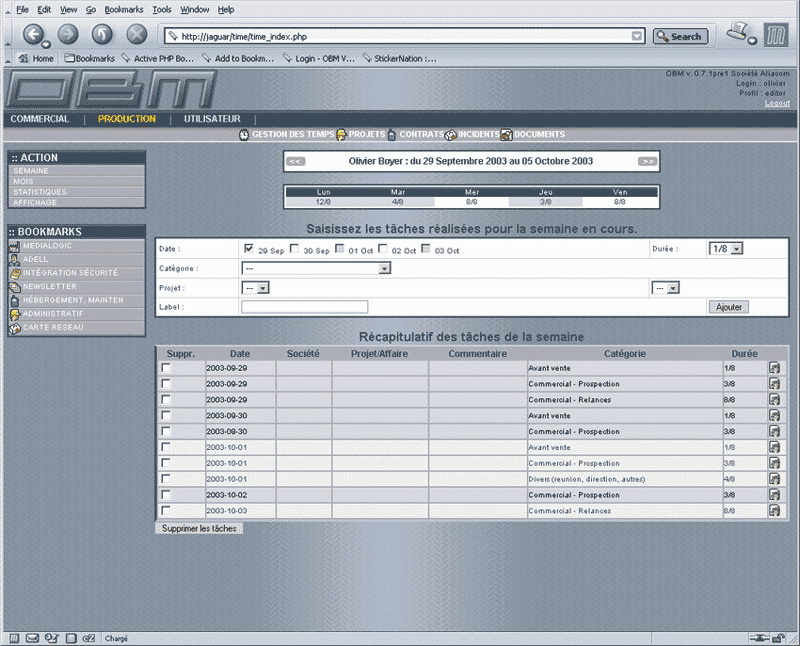 File Edit View Go Bookmarks Tools Window Help
http://jaguar/time/time_index.php Search
Home Bookmarks Active PHP Bo... Add to Bookm... Login - OBM V... StickerNation :...
OBM
OBM v. 0.7.1pre1 Société Aliasom
Login : olivier
Profil : editor
Logout
COMMERCIAL | PRODUCTION | UTILISATEUR |
GESTION DES TEMPS PROJETS CONTRATS INCIDENTS DOCUMENTS
:: ACTION
SEMAINE
MOIS
STATISTIQUES
AFFICHAGE
:: BOOKMARKS
MEDIALOGIC
ADELL
INTÉGRATION SÉCURITÉ
NEWSLETTER
HÉBERGEMENT, MAINTEN
ADMINISTRATIF
CARTE RESEAU
<< Olivier Boyer : du 29 Septembre 2003 au 05 Octobre 2003 >>
Lun Mar Mer Jeu Ven
12/8 4/8 8/8 3/8 8/8
Saisissez les tâches réalisées pour la semaine en cours.
Date : 29 Sep 30 Sep 01 Oct 02 Oct 03 Oct Durée : 1/8
Catégorie : ---
Projet : --- ---
Label : Ajouter
Récapitulatif des tâches de la semaine
Suppr. Date Société Projet/Affaire Commentaire Catégorie Durée
2003-09-29 Avant vente 1/8
2003-09-29 Commercial - Prospection 3/8
2003-09-29 Commercial - Relances 8/8
2003-09-30 Avant vente 1/8
2003-09-30 Commercial - Prospection 3/8
2003-10-01 Avant vente 1/8
2003-10-01 Commercial - Prospection 3/8
2003-10-01 Divers (reunion, direction, autres) 4/8
2003-10-02 Commercial - Prospection 3/8
2003-10-03 Commercial - Relances 8/8
Supprimer les tâches
Chargé